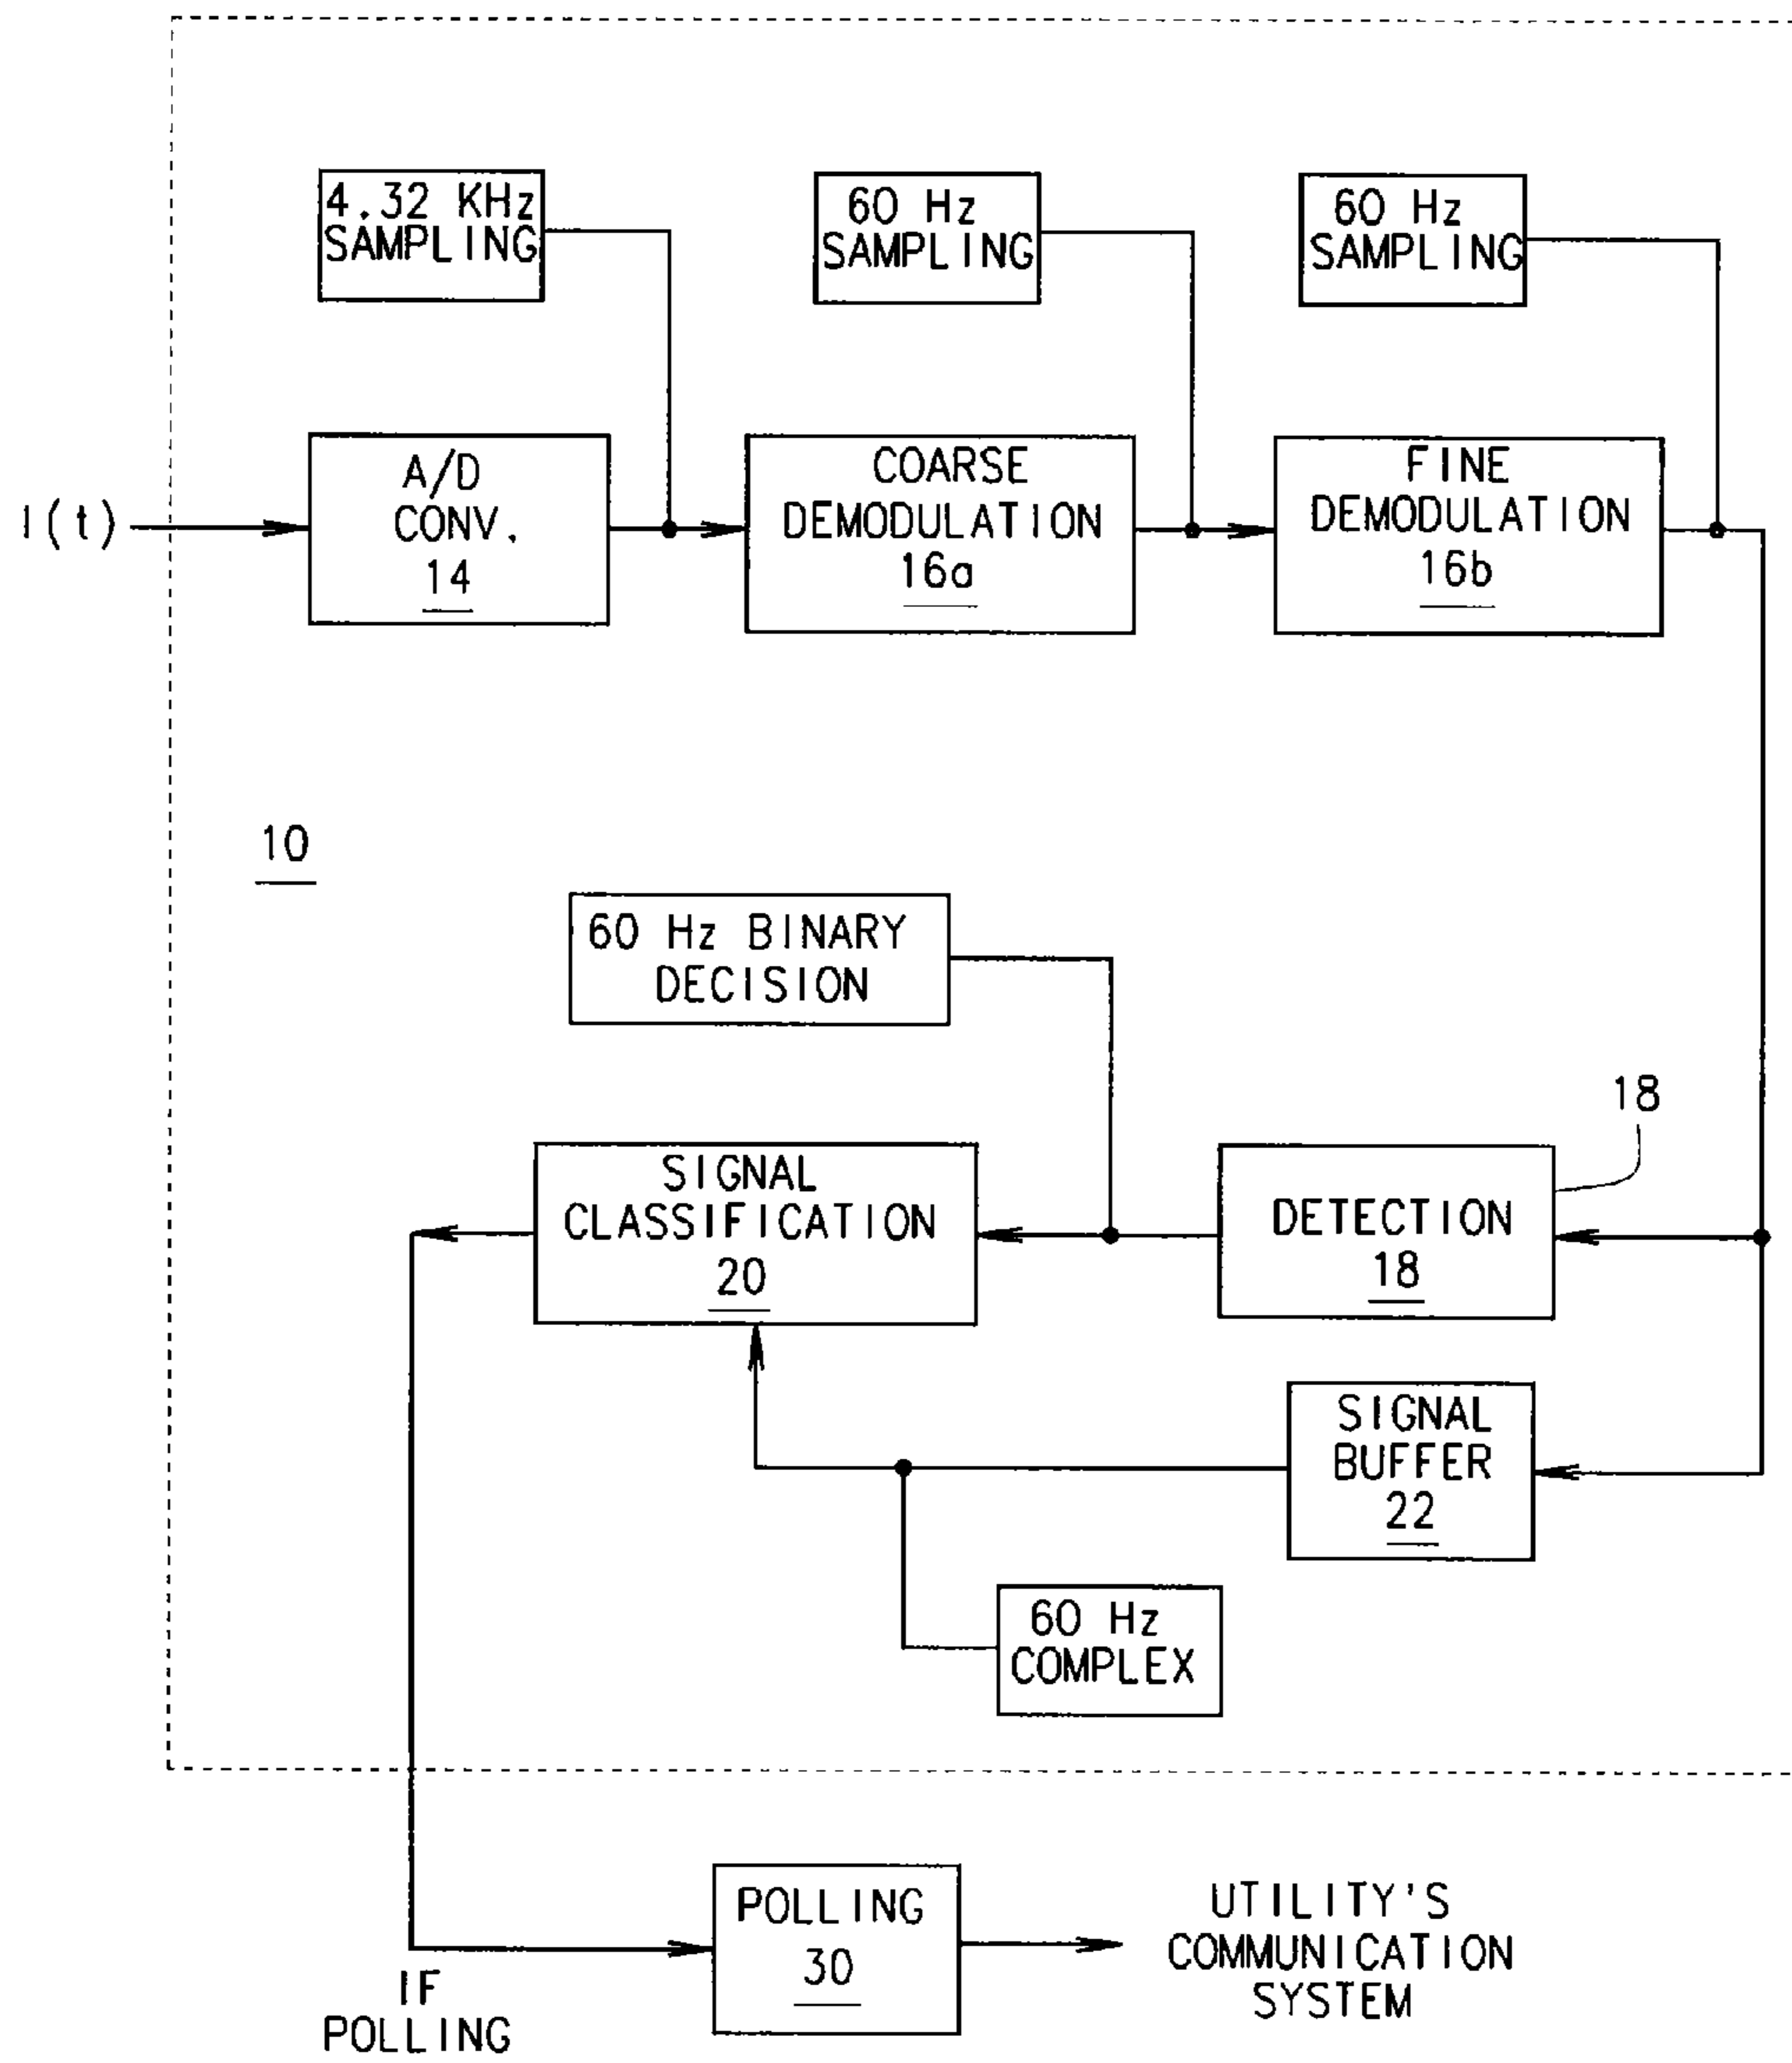 4.32 KHz
SAMPLING
60 Hz
SAMPLING
60 Hz
SAMPLING
I(t)
A/D
CONV.
14
COARSE
DEMODULATION
16a
FINE
DEMODULATION
16b
10
60 Hz BINARY
DECISION
18
SIGNAL
CLASSIFICATION
20
DETECTION
18
SIGNAL
BUFFER
22
60 Hz
COMPLEX
POLLING
30
UTILITY'S
COMMUNICATION
SYSTEM
IF
POLLING